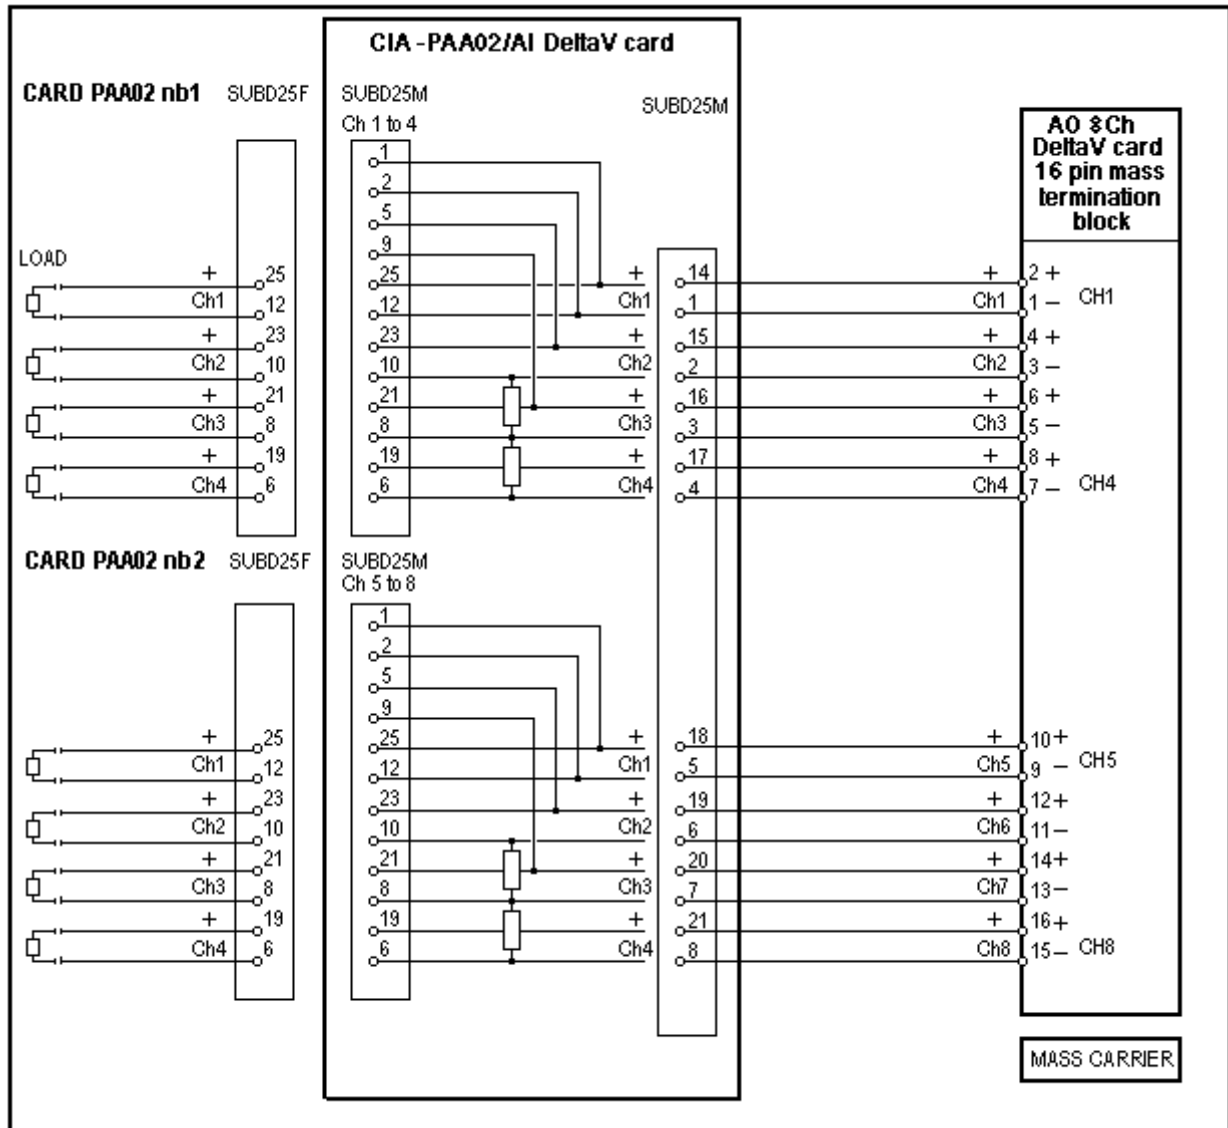 CIA -PAA02/AI DeltaV card
CARD PAA02 nb1 SUBD25F SUBD25M SUBD25M
Ch 1 to 4
AO 8Ch
DeltaV card
16 pin mass
termination
block
1
2
5
9
LOAD
+ 25 25 + 14 + 2 +
Ch1 Ch1 Ch1 CH1
12 12 1 1 –
+ 23 23 + 15 + 4 +
Ch2 Ch2 Ch2
10 10 2 3 –
+ 21 21 + 16 + 6 +
Ch3 Ch3 Ch3
8 8 3 5 –
+ 19 19 + 17 + 8 +
Ch4 Ch4 Ch4 CH4
6 6 4 7 –
CARD PAA02 nb2 SUBD25F SUBD25M
Ch 5 to 8
1
2
5
9
+ 25 25 + 18 + 10+
Ch1 Ch1 Ch5 CH5
12 12 5 9 –
+ 23 23 + 19 + 12+
Ch2 Ch2 Ch6
10 10 6 11–
+ 21 21 + 20 + 14+
Ch3 Ch3 Ch7
8 8 7 13–
+ 19 19 + 21 + 16+
Ch4 Ch4 Ch8 CH8
6 6 8 15–
MASS CARRIER